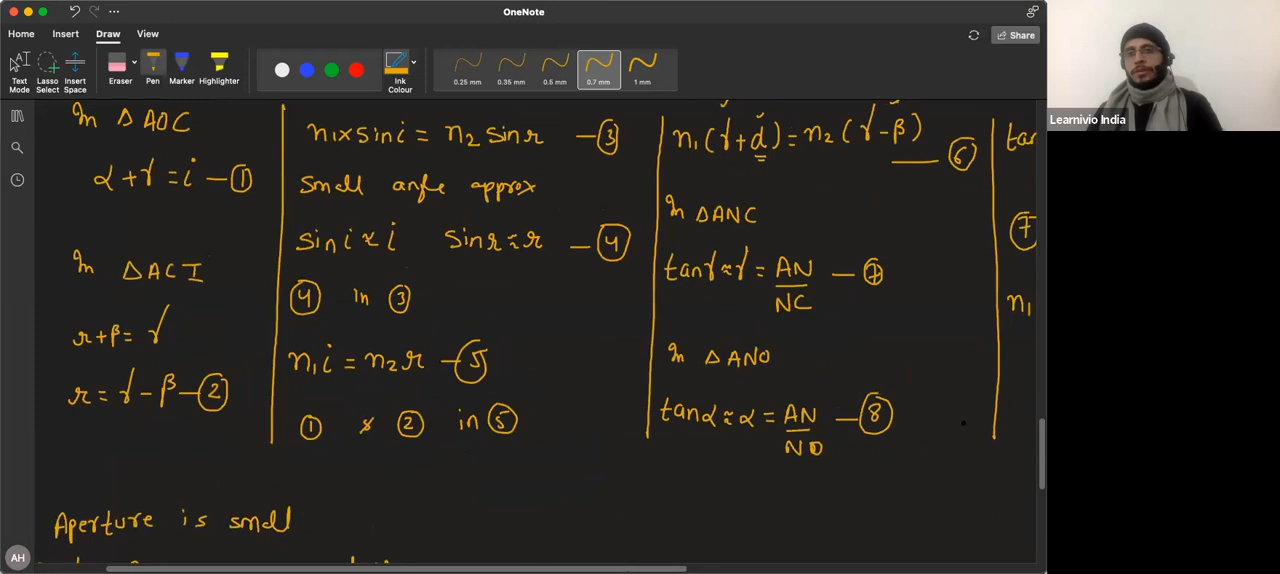 OneNote
Home Insert Draw View
Share
Text Mode
Lasso Select
Insert Space
Eraser
Pen
Marker
Highlighter
Ink Colour
0.25 mm
0.35 mm
0.5 mm
0.7 mm
1 mm
Learnivio India
In △AOC
α + γ = i — ①
In △ACI
r + β = γ
r = γ - β — ②
n₁ × sin i = n₂ sin r — ③
small angle approx
sin i ≈ i sin r ≈ r — ④
④ in ③
n₁ i = n₂ r — ⑤
① & ② in ⑤
n₁ (γ + α) = n₂ (γ - β)
— ⑥
In △ANC
tan γ ≈ γ = AN/NC — ⑦
In △ANO
tan α ≈ α = AN/NO — ⑧
tan
⑦
n₁
Aperture is small
AH